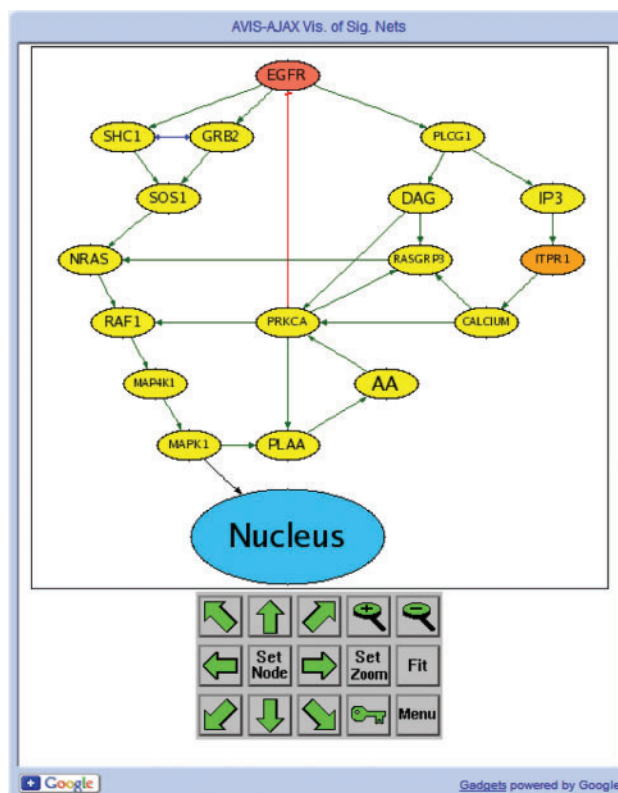 AVIS-AJAX Vis. of Sig. Nets
EGFR
SHC1 GRB2 PLCG1
SOS1 DAG IP3
NRAS RASGRP3 ITPR1
RAF1 PRKCA CALCIUM
MAP4K1 AA
MAPK1 PLAA
Nucleus
Set Node Set Zoom Fit
Menu
Google Gadgets powered by Google